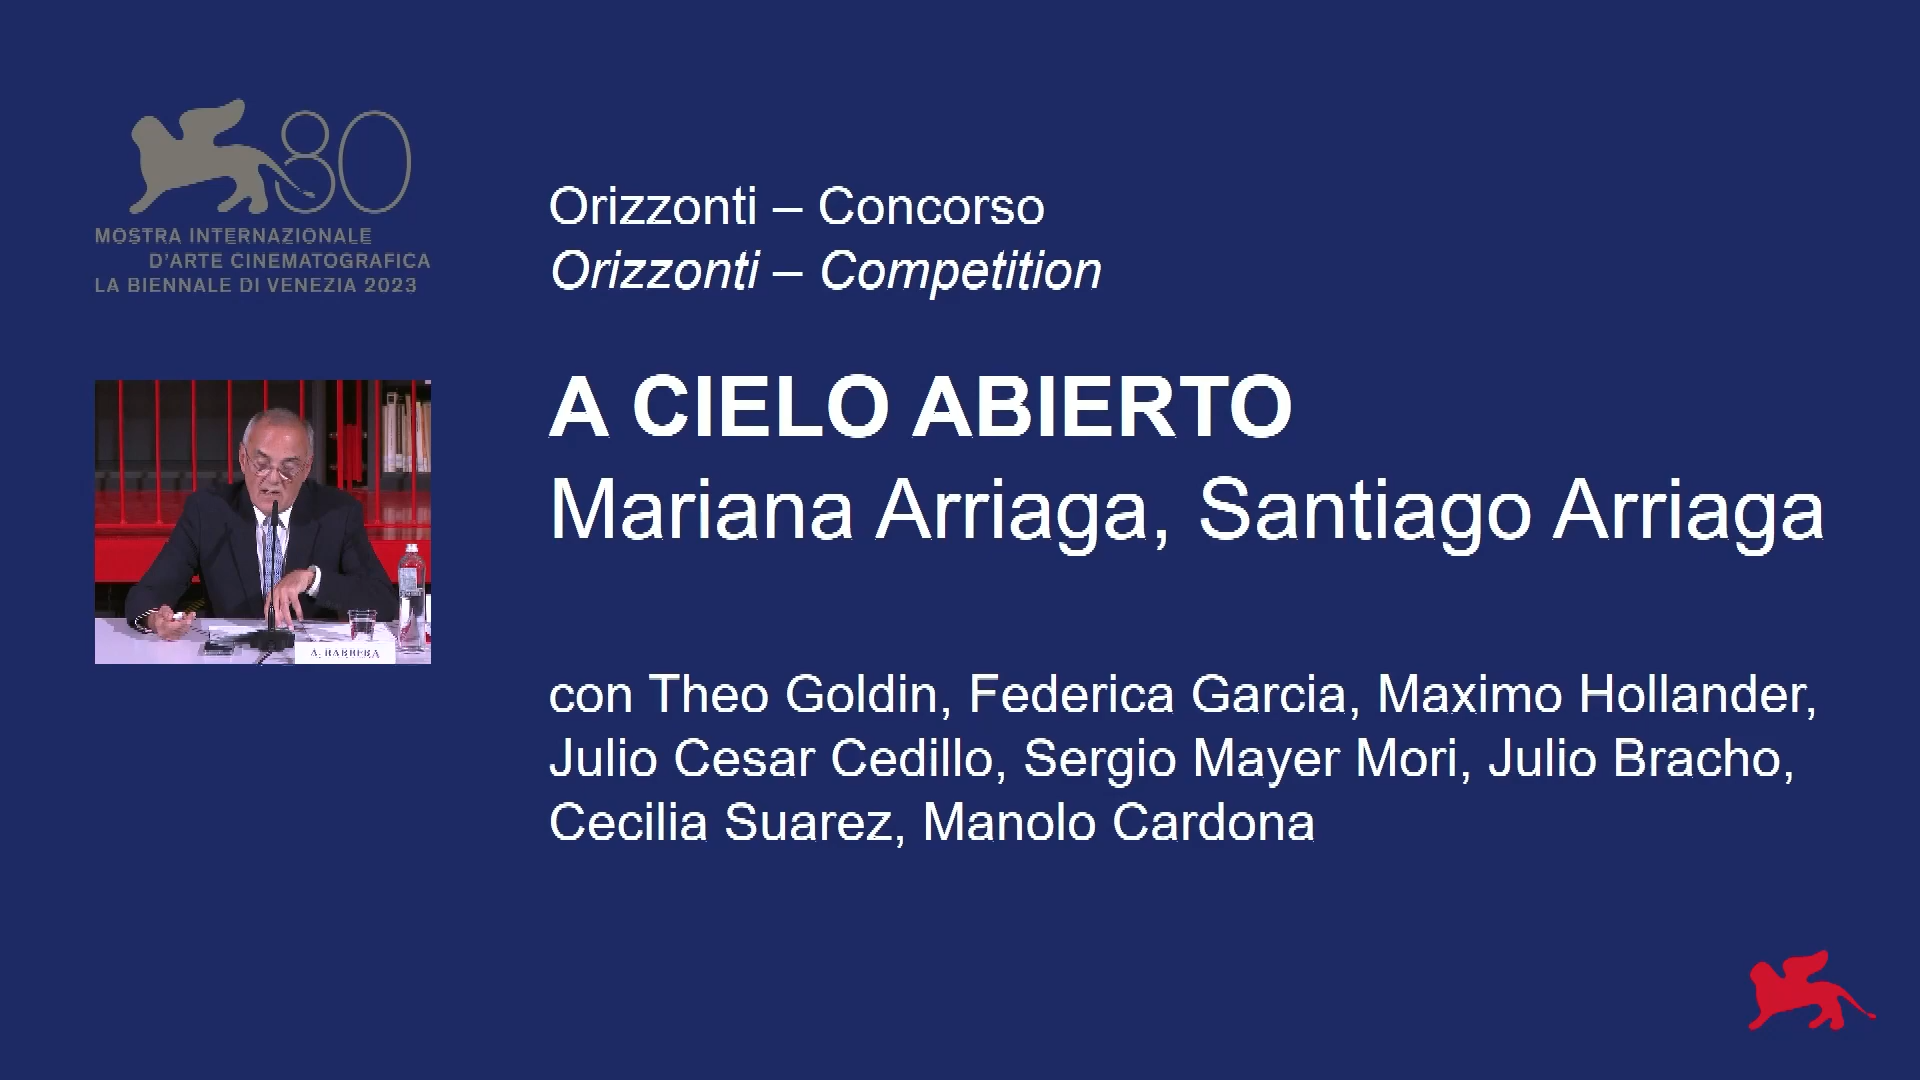 80
MOSTRA INTERNAZIONALE
D'ARTE CINEMATOGRAFICA
LA BIENNALE DI VENEZIA 2023
Orizzonti – Concorso
Orizzonti – Competition
A CIELO ABIERTO
Mariana Arriaga, Santiago Arriaga
con Theo Goldin, Federica Garcia, Maximo Hollander,
Julio Cesar Cedillo, Sergio Mayer Mori, Julio Bracho,
Cecilia Suarez, Manolo Cardona
A. BARBERA